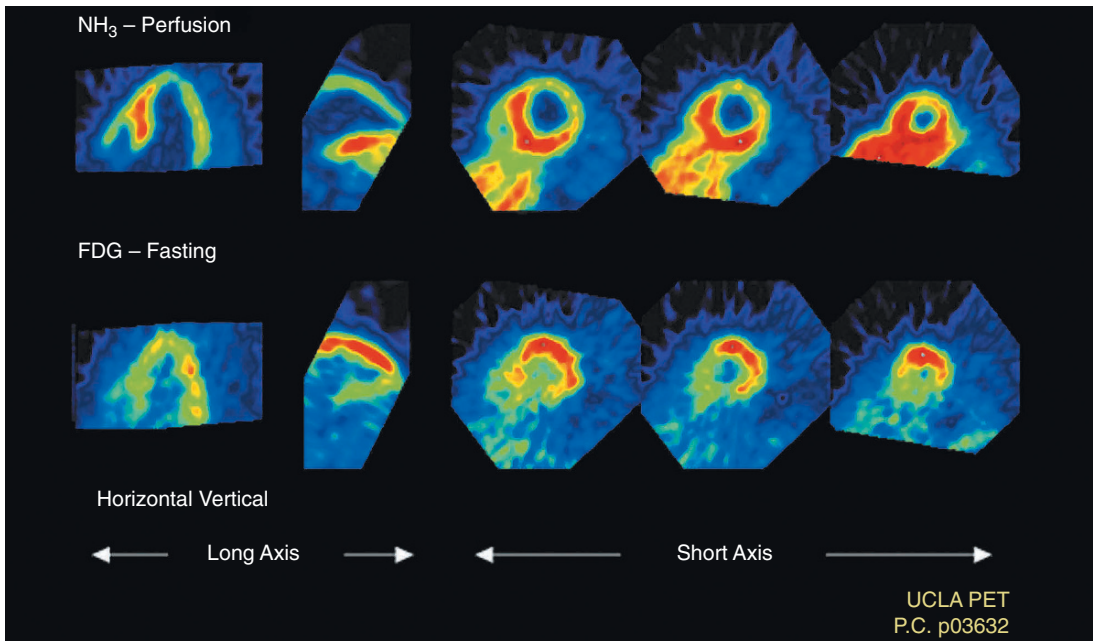 NH₃ – Perfusion
FDG – Fasting
Horizontal Vertical
Long Axis
Short Axis
UCLA PET
P.C. p03632